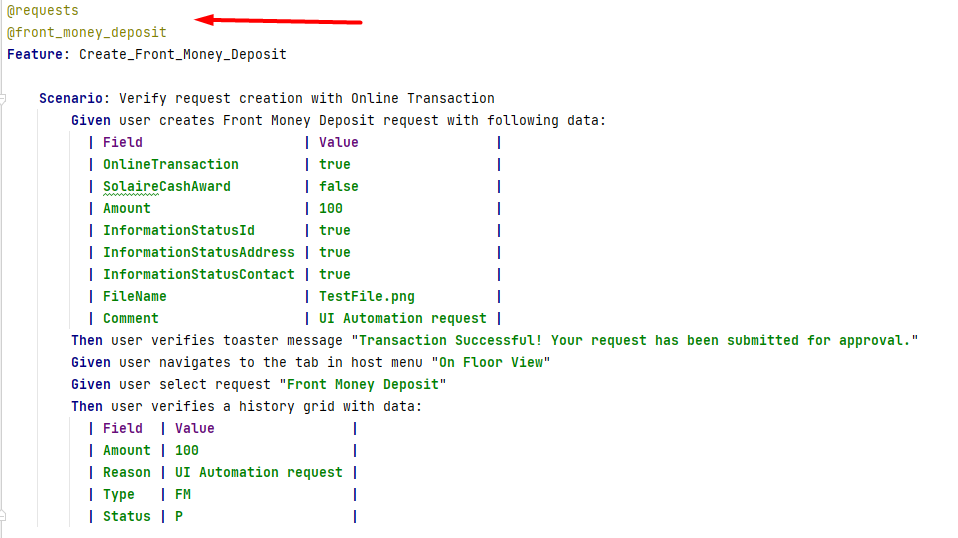 @requests
@front_money_deposit
Feature: Create_Front_Money_Deposit
Scenario: Verify request creation with Online Transaction
Given user creates Front Money Deposit request with following data:
| Field | Value |
| OnlineTransaction | true |
| SolaireCashAward | false |
| Amount | 100 |
| InformationStatusId | true |
| InformationStatusAddress | true |
| InformationStatusContact | true |
| FileName | TestFile.png |
| Comment | UI Automation request |
Then user verifies toaster message "Transaction Successful! Your request has been submitted for approval."
Given user navigates to the tab in host menu "On Floor View"
Given user select request "Front Money Deposit"
Then user verifies a history grid with data:
| Field | Value |
| Amount | 100 |
| Reason | UI Automation request |
| Type | FM |
| Status | P |